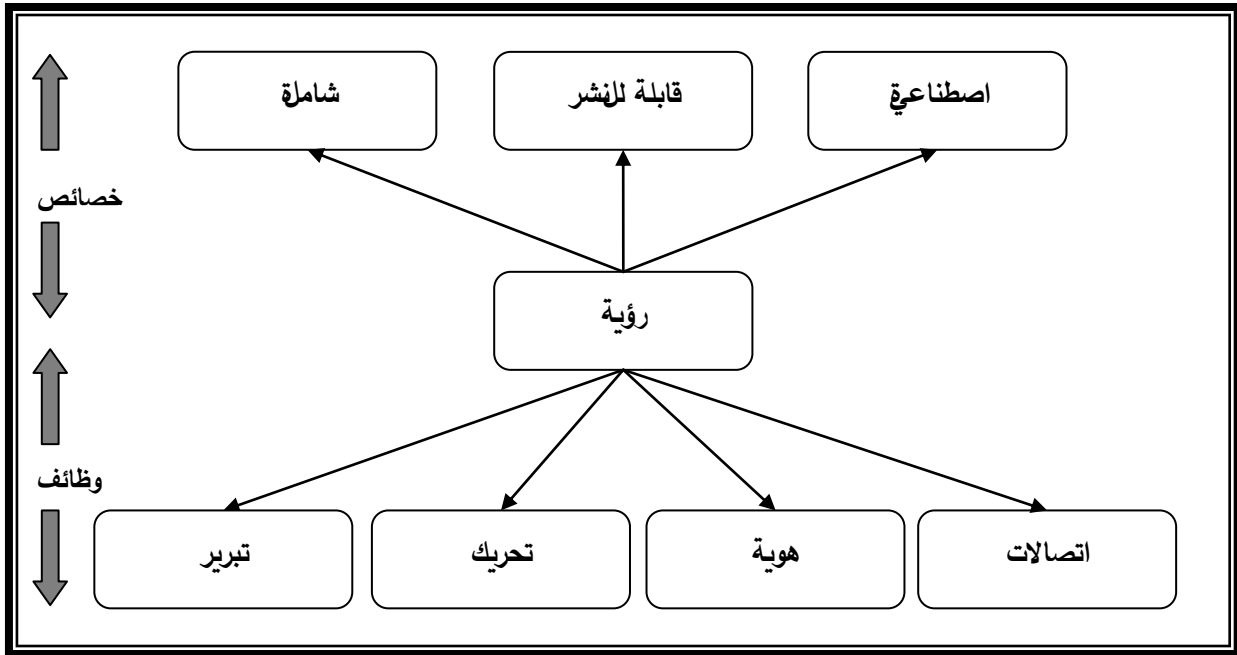 اصطناعية
قابلة للنشر
شاملة
خصائص
رؤية
وظائف
اتصالات
هوية
تحريك
تبرير